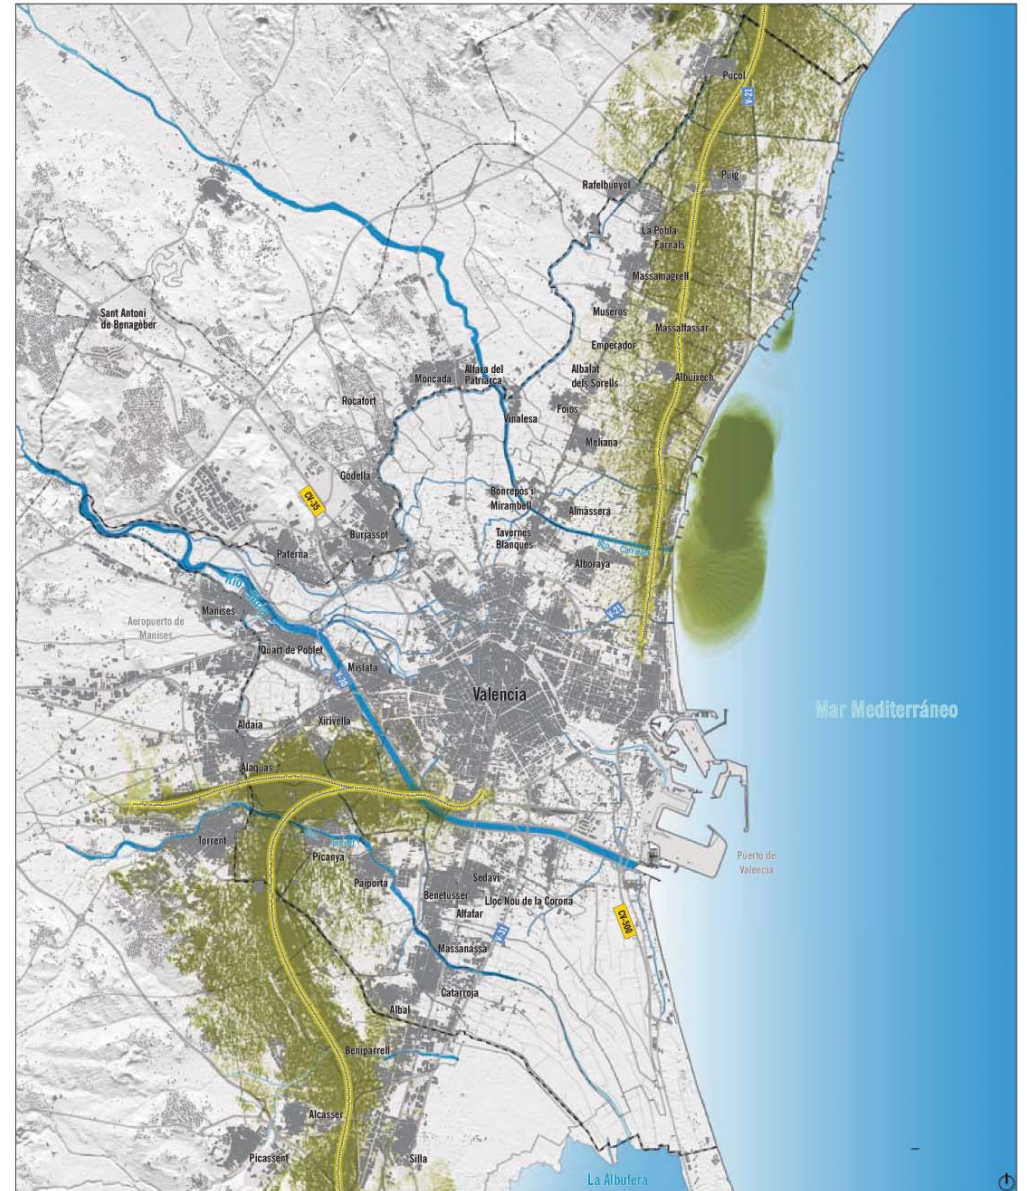 Puçol
V-21
Puig
Rafelbunyol
La Pobla
Farnals
Massamagrell
Museros
Massalfassar
Emperador
Albalat
dels Sorells
Albuixech
Sant Antoni
de Benagéber
Moncada
Alfara del
Patriarca
Rocafort
Vinalesa
Foios
Meliana
Godella
CV-35
Bonrepòs i
Mirambell
Almàssera
Burjassot
Tavernes
Blanques
Paterna
Alboraya
Río
V-21
Manises
Aeropuerto de
Manises
Quart de Poblet
Mislata
V-30
Valencia
Mar Mediterráneo
Aldaia
Xirivella
Alaquàs
Torrent
Picanya
Paiporta
Puerto de
Valencia
Sedaví
Benetusser
Lloc Nou de la Corona
Alfafar
CV-500
V-31
Massanassa
Catarroja
Albal
Beniparrell
Alcasser
Picassent
Silla
La Albufera